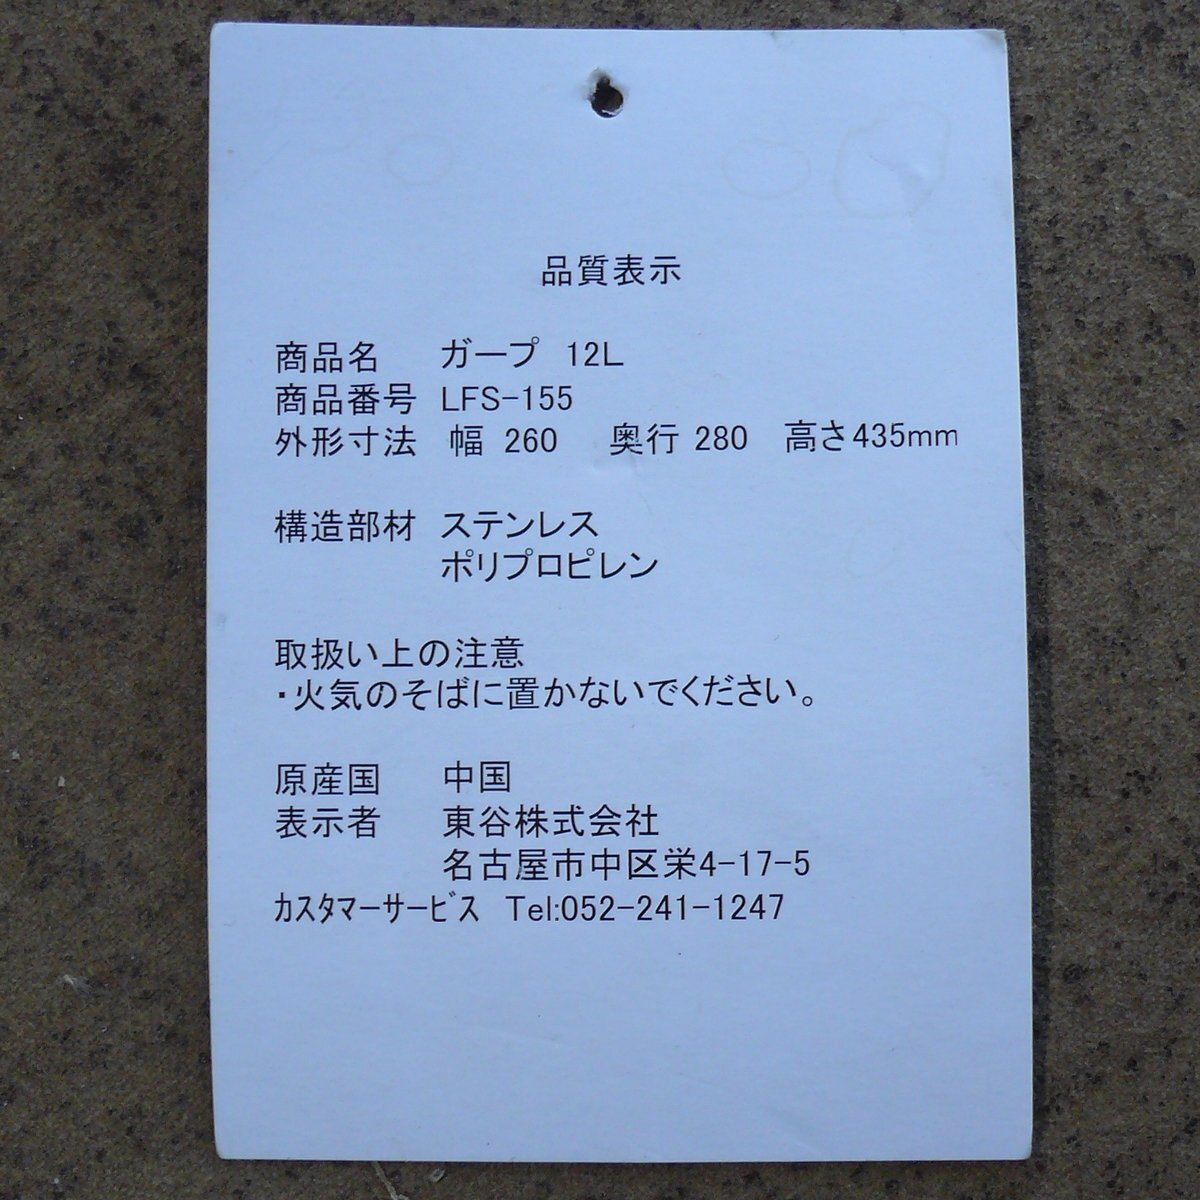 品質表示
商品名 ガープ 12L
商品番号 LFS-155
外形寸法 幅 260 奥行 280 高さ435mm
構造部材 ステンレス
ポリプロピレン
取扱い上の注意
・火気のそばに置かないでください。
原産国 中国
表示者 東谷株式会社
名古屋市中区栄4-17-5
ｶｽﾀﾏｰｻｰﾋﾞｽ Tel:052-241-1247